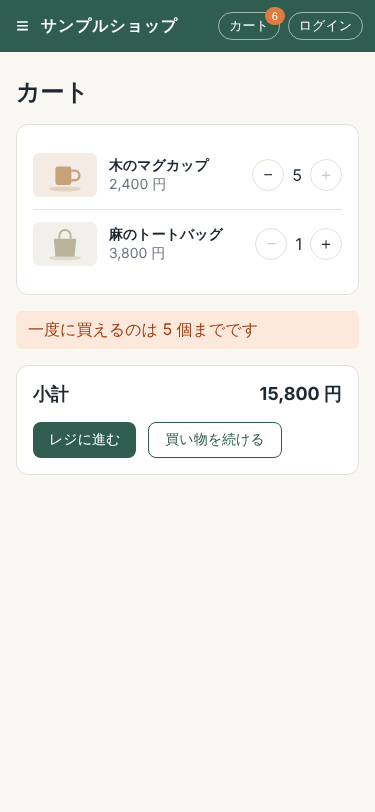 ≡ サンプルショップ カート 6 ログイン
カート
木のマグカップ
2,400 円
− 5 +
麻のトートバッグ
3,800 円
− 1 +
一度に買えるのは 5 個までです
小計 15,800 円
レジに進む 買い物を続ける